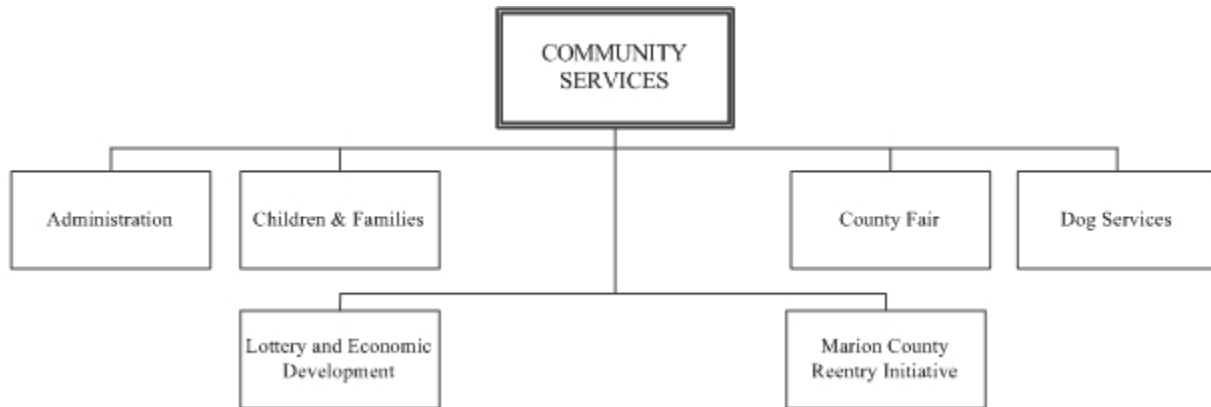 COMMUNITY
SERVICES
Administration
Children & Families
County Fair
Dog Services
Lottery and Economic
Development
Marion County
Reentry Initiative